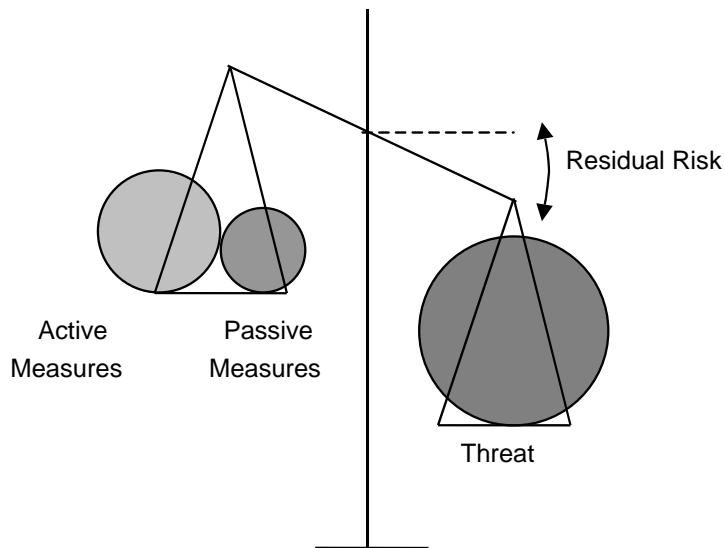 Residual Risk
Active
Measures
Passive
Measures
Threat